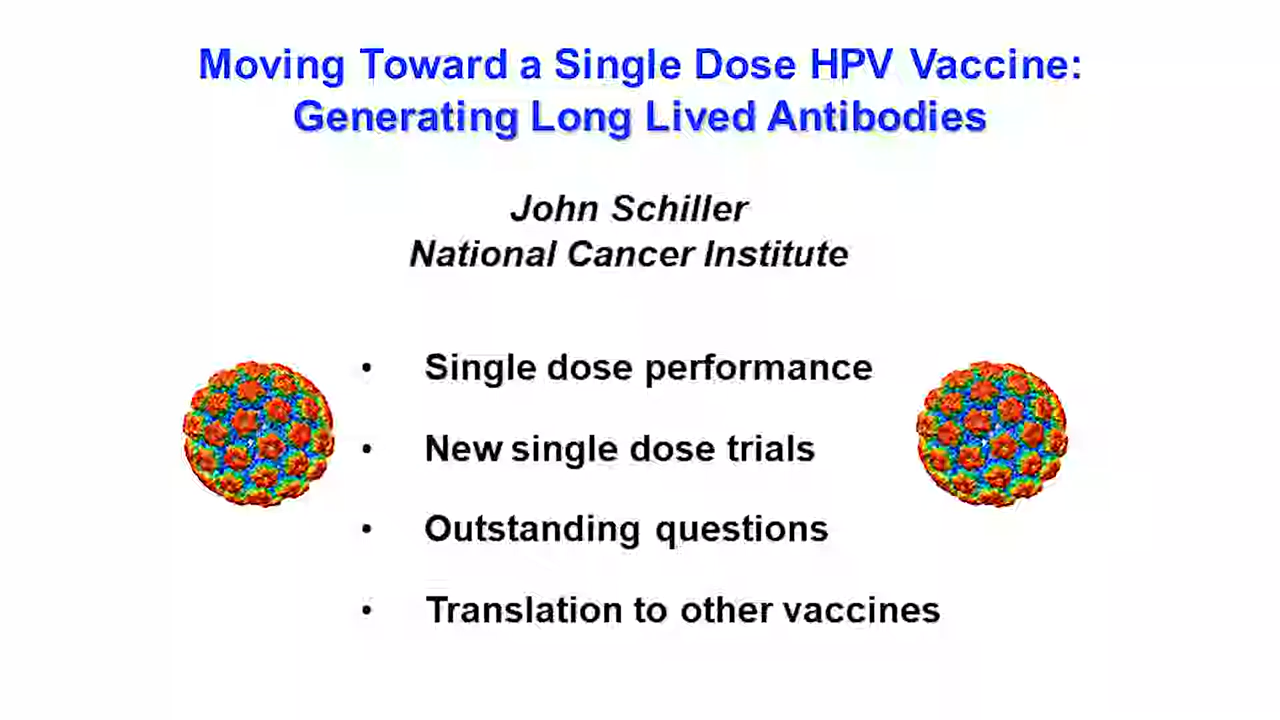 Moving Toward a Single Dose HPV Vaccine:
Generating Long Lived Antibodies
John Schiller
National Cancer Institute
• Single dose performance
• New single dose trials
• Outstanding questions
• Translation to other vaccines